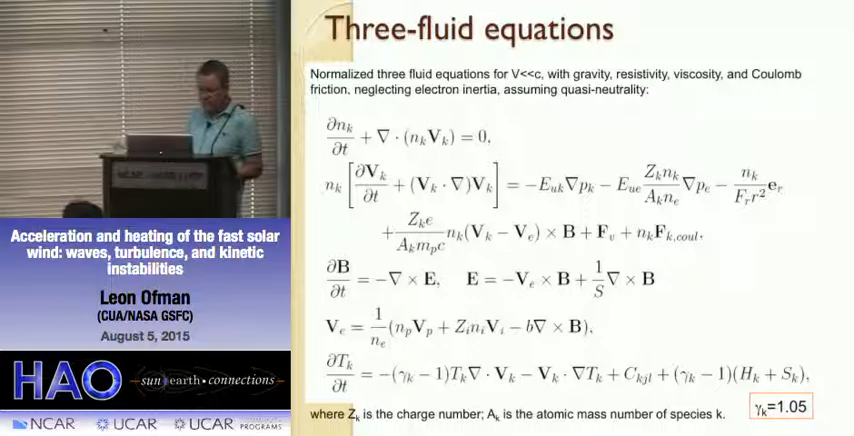 Three-fluid equations
Normalized three fluid equations for V<<c, with gravity, resistivity, viscosity, and Coulomb
friction, neglecting electron inertia, assuming quasi-neutrality:
∂n_k/∂t + ∇ · (n_k V_k) = 0,
n_k [∂V_k/∂t + (V_k · ∇)V_k] = −E_uk ∇p_k − E_ue (Z_k n_k)/(A_k n_e) ∇p_e − n_k/(F_r r²) e_r
+ (Z_k e)/(A_k m_p c) n_k (V_k − V_e) × B + F_v + n_k F_k,coul,
∂B/∂t = −∇ × E, E = −V_e × B + 1/S ∇ × B
V_e = 1/n_e (n_p V_p + Z_i n_i V_i − b∇ × B),
∂T_k/∂t = −(γ_k − 1)T_k ∇ · V_k − V_k · ∇T_k + C_kjl + (γ_k − 1)(H_k + S_k),
where Z_k is the charge number; A_k is the atomic mass number of species k.
γ_k=1.05
Acceleration and heating of the fast solar
wind: waves, turbulence, and kinetic
instabilities
Leon Ofman
(CUA/NASA GSFC)
August 5, 2015
HAO
sun earth • connections
NCAR UCAR UCAR PROGRAMS